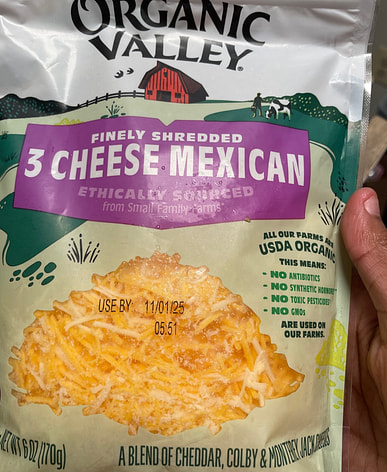 ORGANIC
VALLEY®
FINELY SHREDDED
3 CHEESE MEXICAN
ETHICALLY SOURCED
from Small Family Farms
ALL OUR FARMS ARE
USDA ORGANIC
THIS MEANS:
- NO ANTIBIOTICS
- NO SYNTHETIC HORMONES
- NO TOXIC PESTICIDES
- NO GMOs
ARE USED ON
OUR FARMS.
USE BY 11/01/25
05:51
NET WT 6 OZ (170g)
A BLEND OF CHEDDAR, COLBY & MONTEREY JACK CHEESES